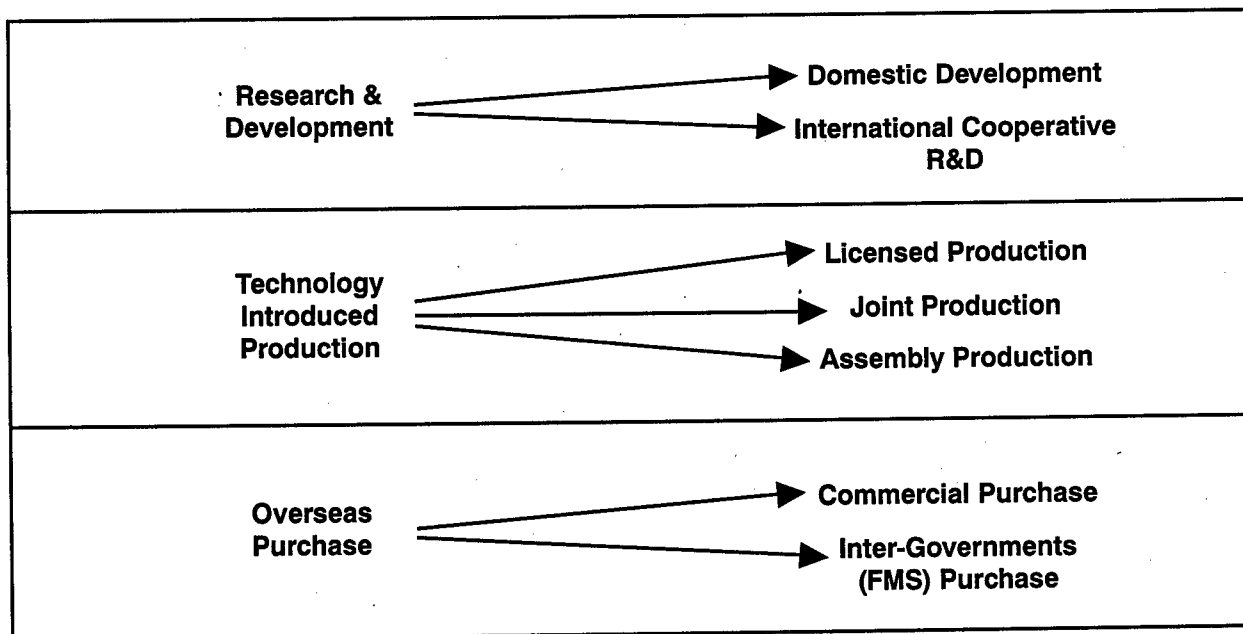 Research &
Development
Domestic Development
International Cooperative
R&D
Technology
Introduced
Production
Licensed Production
Joint Production
Assembly Production
Overseas
Purchase
Commercial Purchase
Inter-Governments
(FMS) Purchase